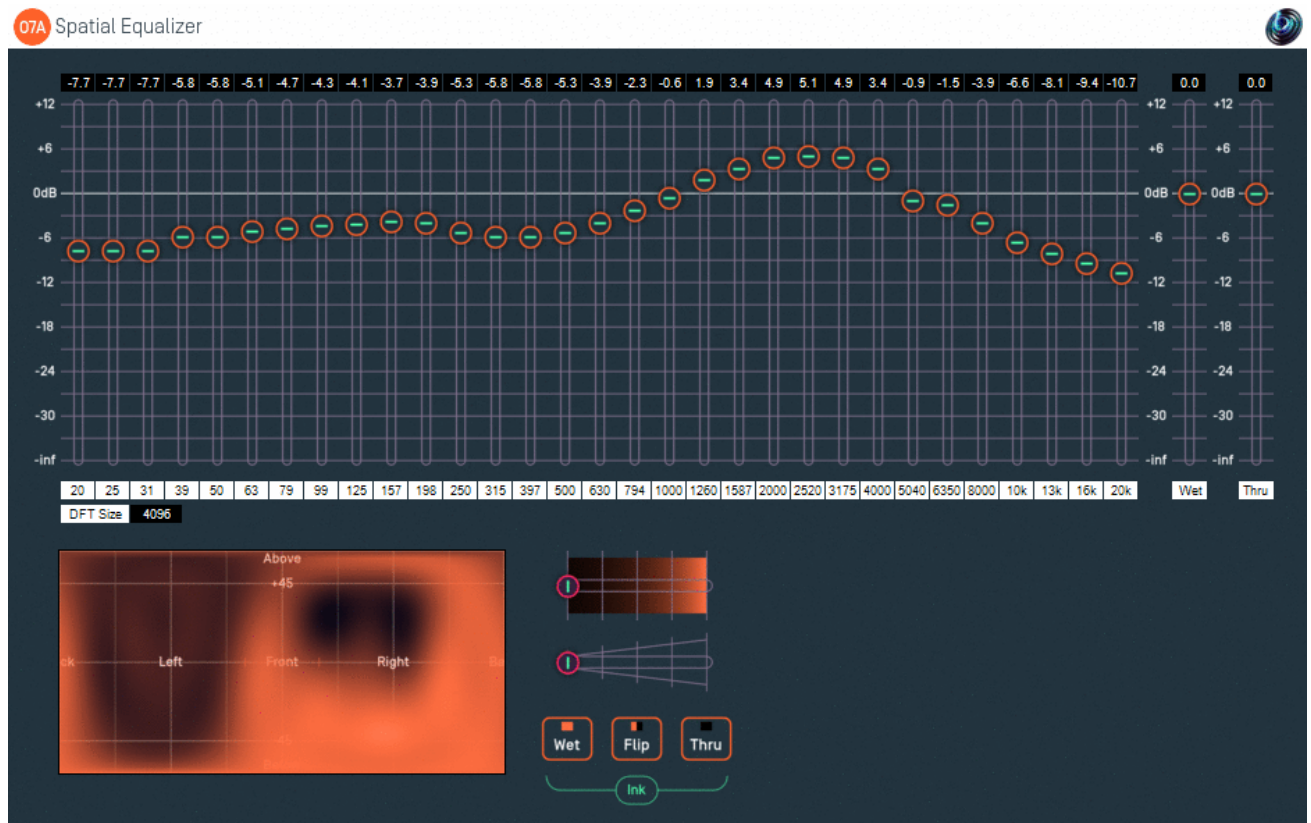 07A Spatial Equalizer
-7.7 -7.7 -7.7 -5.8 -5.8 -5.1 -4.7 -4.3 -4.1 -3.7 -3.9 -5.3 -5.8 -5.8 -5.3 -3.9 -2.3 -0.6 1.9 3.4 4.9 5.1 4.9 3.4 -0.9 -1.5 -3.9 -6.6 -8.1 -9.4 -10.7 0.0 0.0
+12 +12 +12
+6 +6 +6
0dB 0dB 0dB
-6 -6 -6
-12 -12 -12
-18 -18 -18
-24 -24 -24
-30 -30 -30
-inf -inf -inf
20 25 31 39 50 63 79 99 125 157 198 250 315 397 500 630 794 1000 1260 1587 2000 2520 3175 4000 5040 6350 8000 10k 13k 16k 20k Wet Thru
DFT Size 4096
Above
+45
ck Left Front Right Ba
-45
Wet Flip Thru
Ink